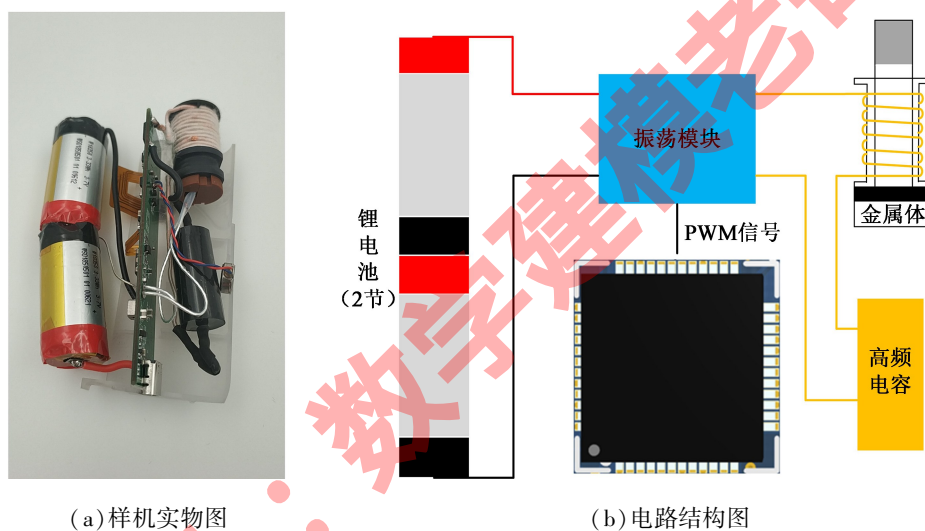 锂
电
池
（2节）
振荡模块
PWM信号
金属体
高频
电容
(a)样机实物图
(b)电路结构图
：数字建模老